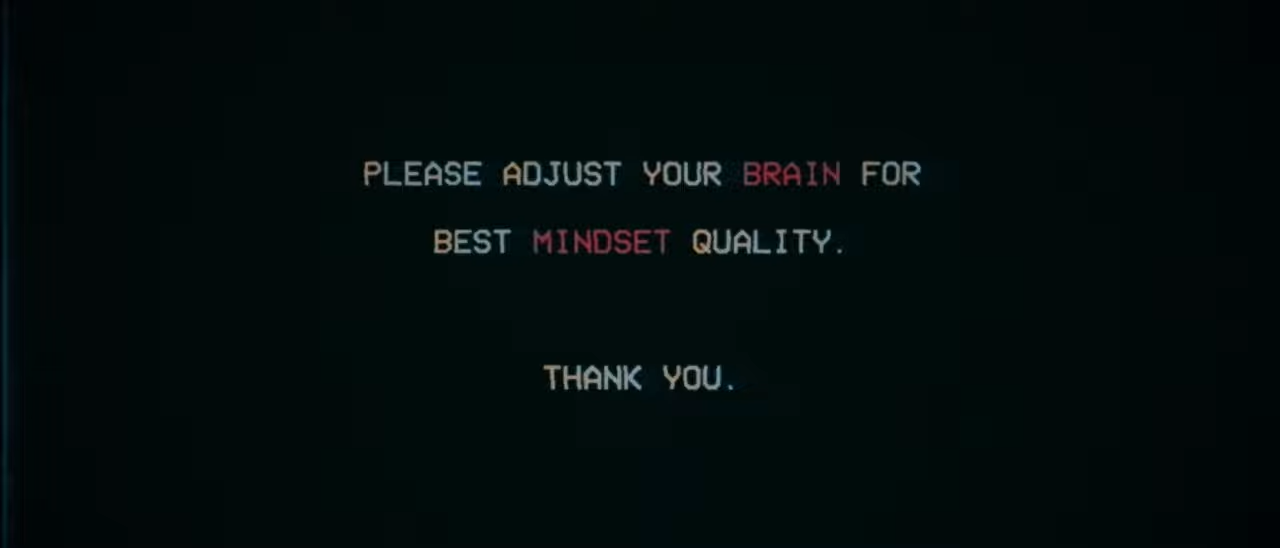 PLEASE ADJUST YOUR BRAIN FOR
BEST MINDSET QUALITY.
THANK YOU.